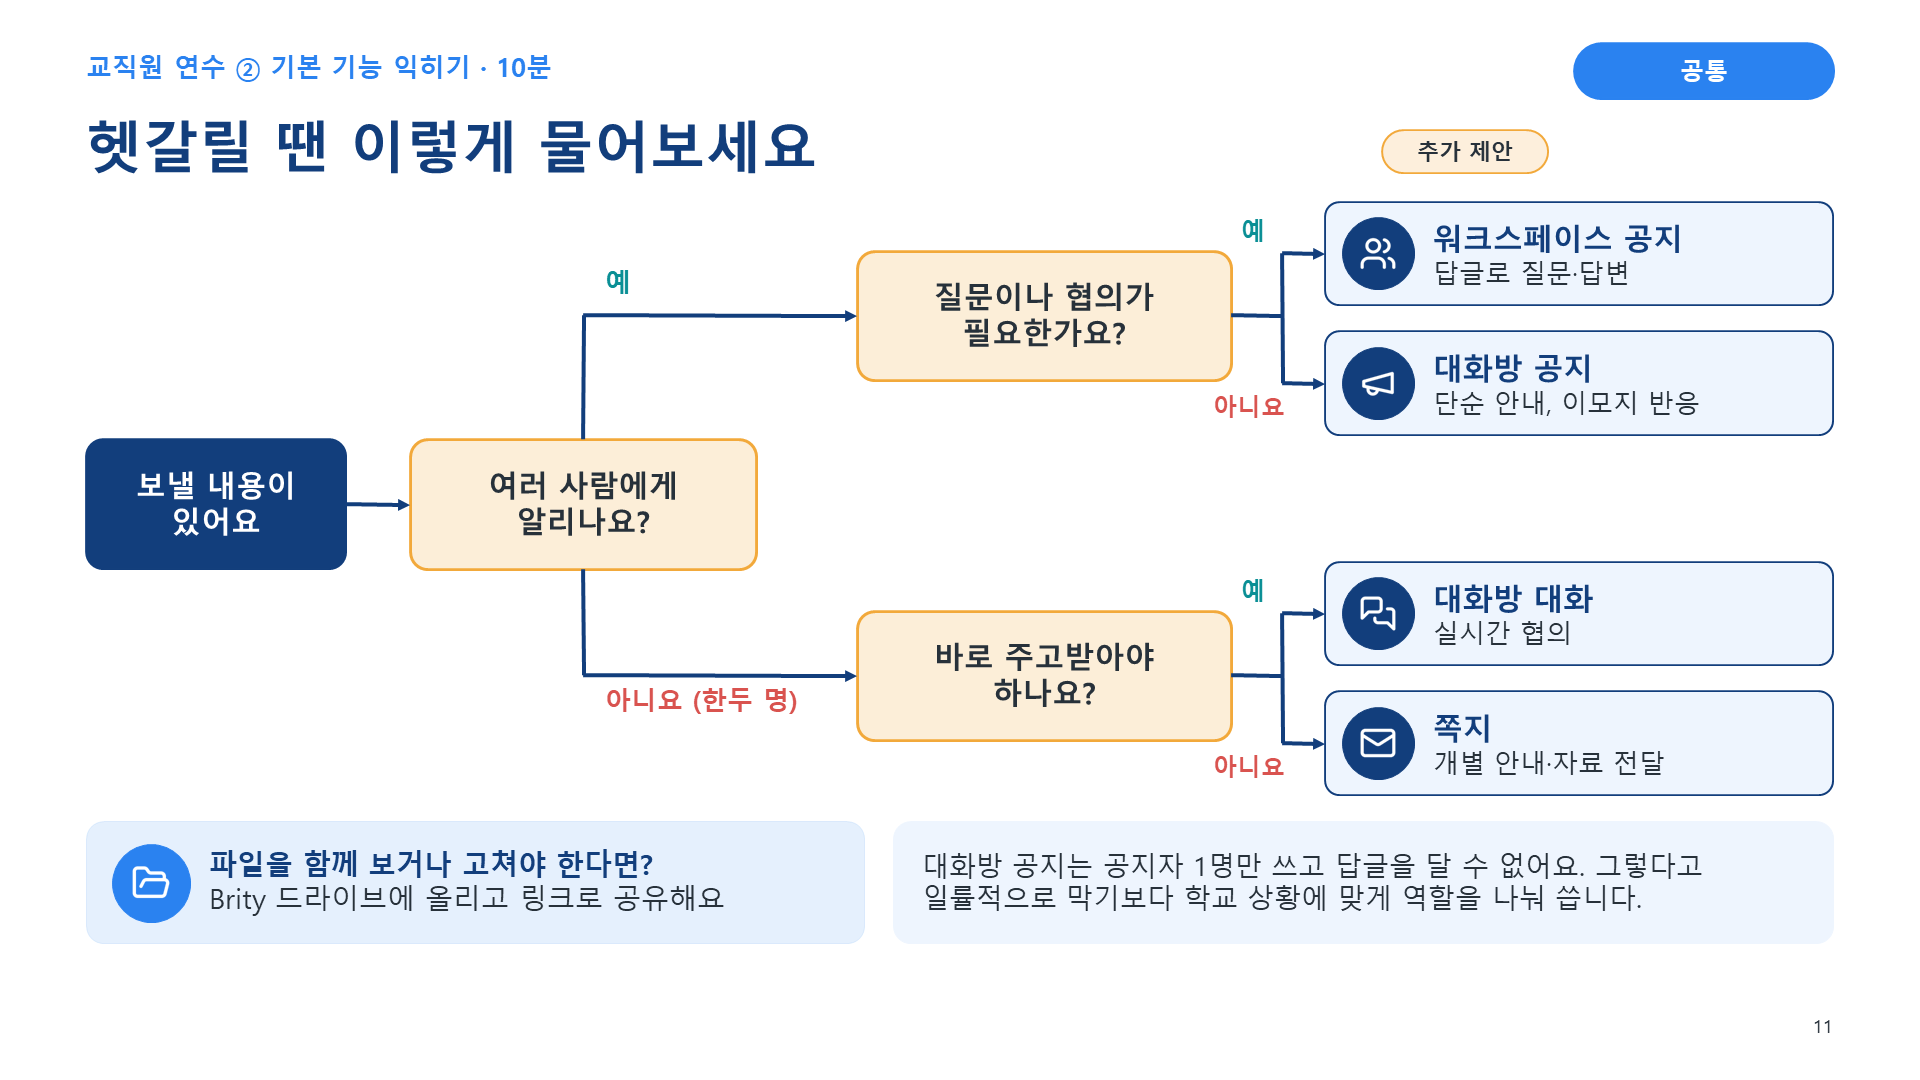 교직원 연수 ② 기본 기능 익히기 · 10분
공통
헷갈릴 땐 이렇게 물어보세요
추가 제안
보낼 내용이
있어요
여러 사람에게
알리나요?
예
질문이나 협의가
필요한가요?
예
워크스페이스 공지
답글로 질문·답변
아니요
대화방 공지
단순 안내, 이모지 반응
아니요 (한두 명)
바로 주고받아야
하나요?
예
대화방 대화
실시간 협의
아니요
쪽지
개별 안내·자료 전달
파일을 함께 보거나 고쳐야 한다면?
Brity 드라이브에 올리고 링크로 공유해요
대화방 공지는 공지자 1명만 쓰고 답글을 달 수 없어요. 그렇다고
일률적으로 막기보다 학교 상황에 맞게 역할을 나눠 씁니다.
11